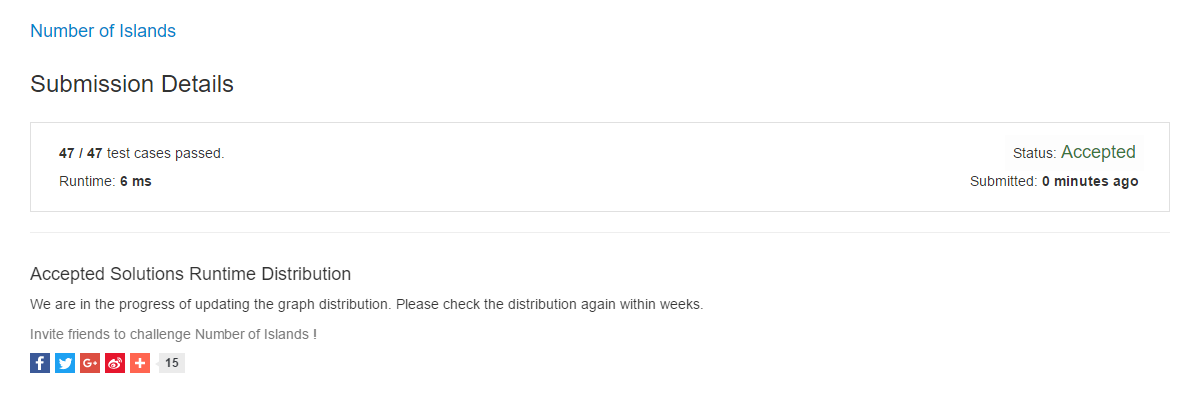 Number of Islands
Submission Details
47 / 47 test cases passed.
Status: Accepted
Runtime: 6 ms
Submitted: 0 minutes ago
Accepted Solutions Runtime Distribution
We are in the progress of updating the graph distribution. Please check the distribution again within weeks.
Invite friends to challenge Number of Islands !
f G+ + 15